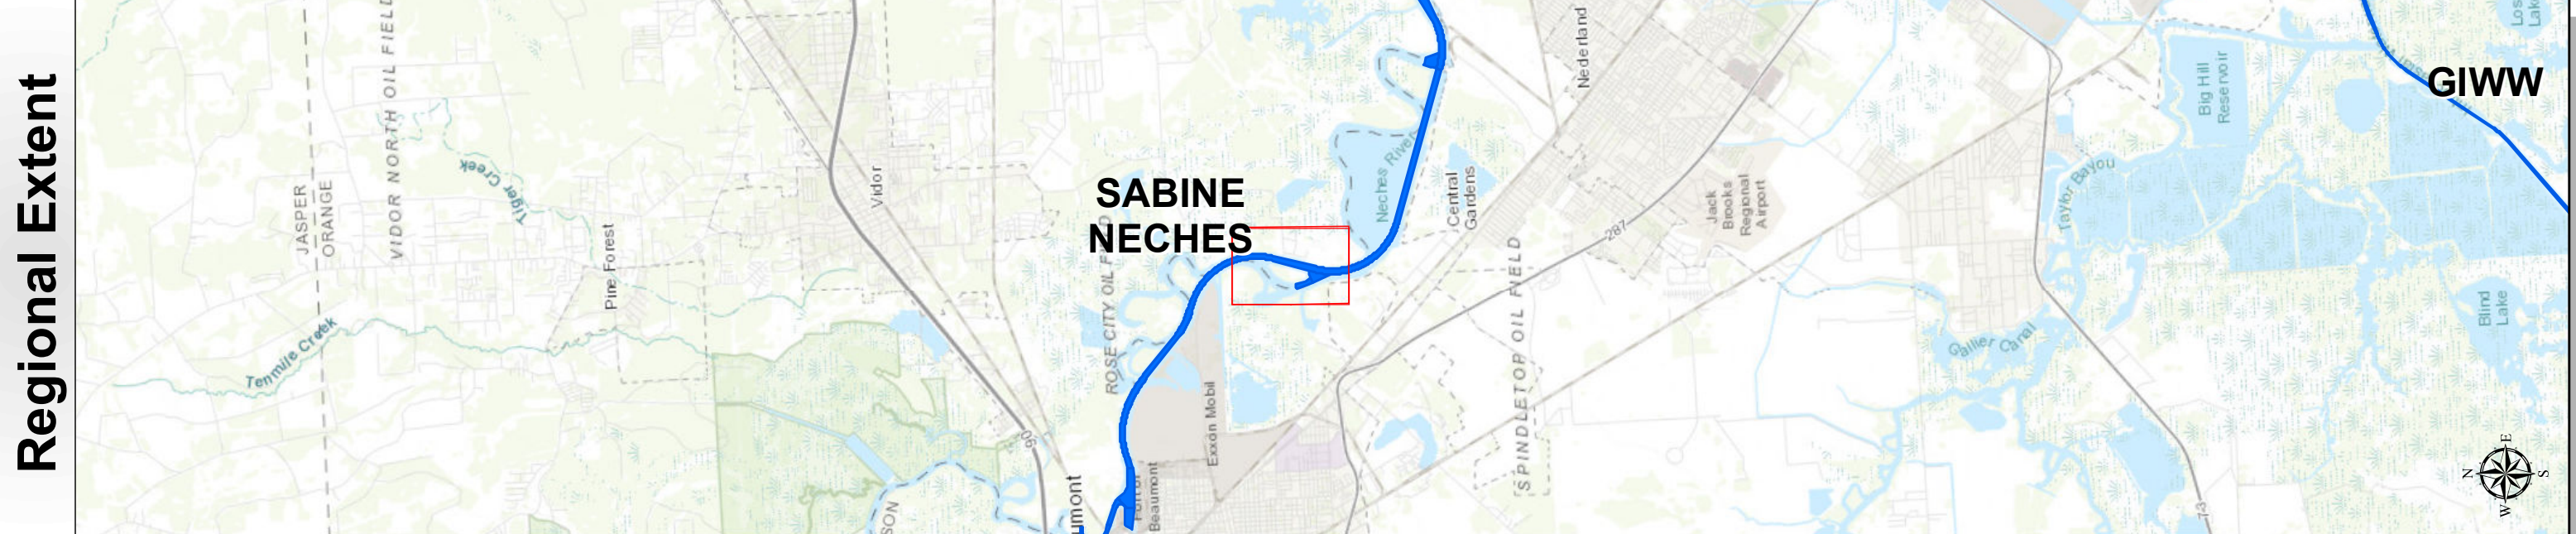 Regional Extent
JASPER
ORANGE
VIDOR NORTH OIL FIELD
Tiger Creek
Tenmile Creek
Pine Forest
Vidor
90
SABINE
NECHES
ROSE CITY OIL
Neches River
Central
Gardens
Nederland
Exxon Mobil
Beaumont
287
SPINDLETOP OIL FIELD
Jack
Brooks
Regional
Airport
Taylor Bayou
Gallier Canal
Big Hill
Reservoir
GIWW
Blind
Lake
73
N
E
S
W